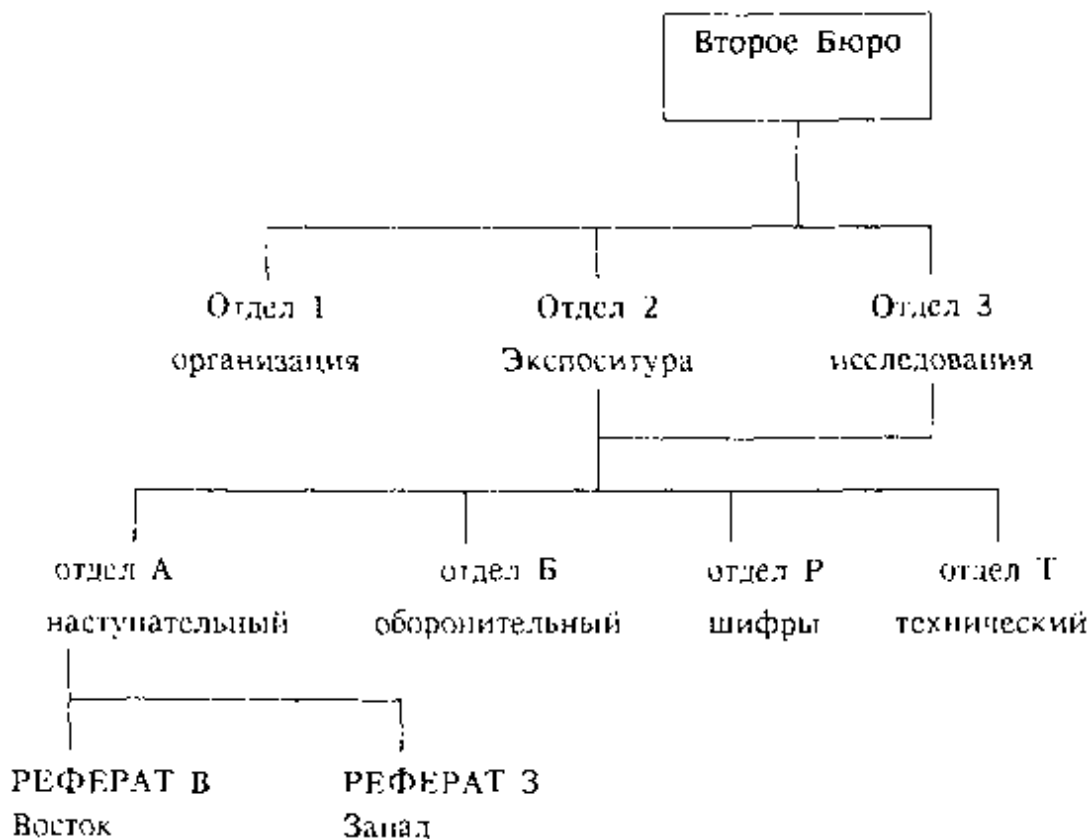 Второе Бюро
Отдел 1 Отдел 2 Отдел 3
организация Экспоситура исследования
отдел А отдел Б отдел Р отдел Т
наступательный оборонительный шифры технический
РЕФЕРАТ В РЕФЕРАТ З
Восток Запад